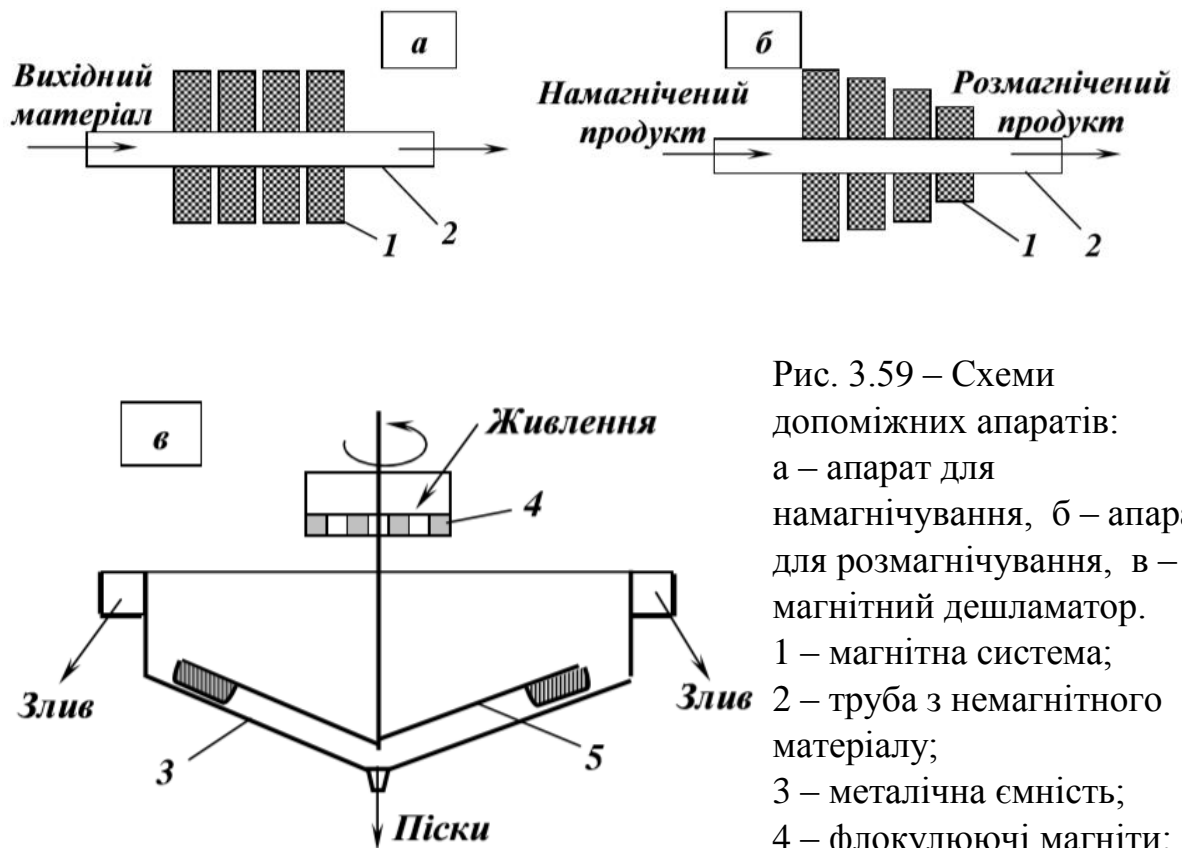 а
Вихідний
матеріал
1
2
б
Намагнічений
продукт
Розмагнічений
продукт
1
2
в
Живлення
4
Злив
Злив
3
5
Піски
Рис. 3.59 – Схеми
допоміжних апаратів:
а – апарат для
намагнічування, б – апара
для розмагнічування, в –
магнітний дешламатор.
1 – магнітна система;
2 – труба з немагнітного
матеріалу;
3 – металічна ємність;
4 – флокулюючі магніти;